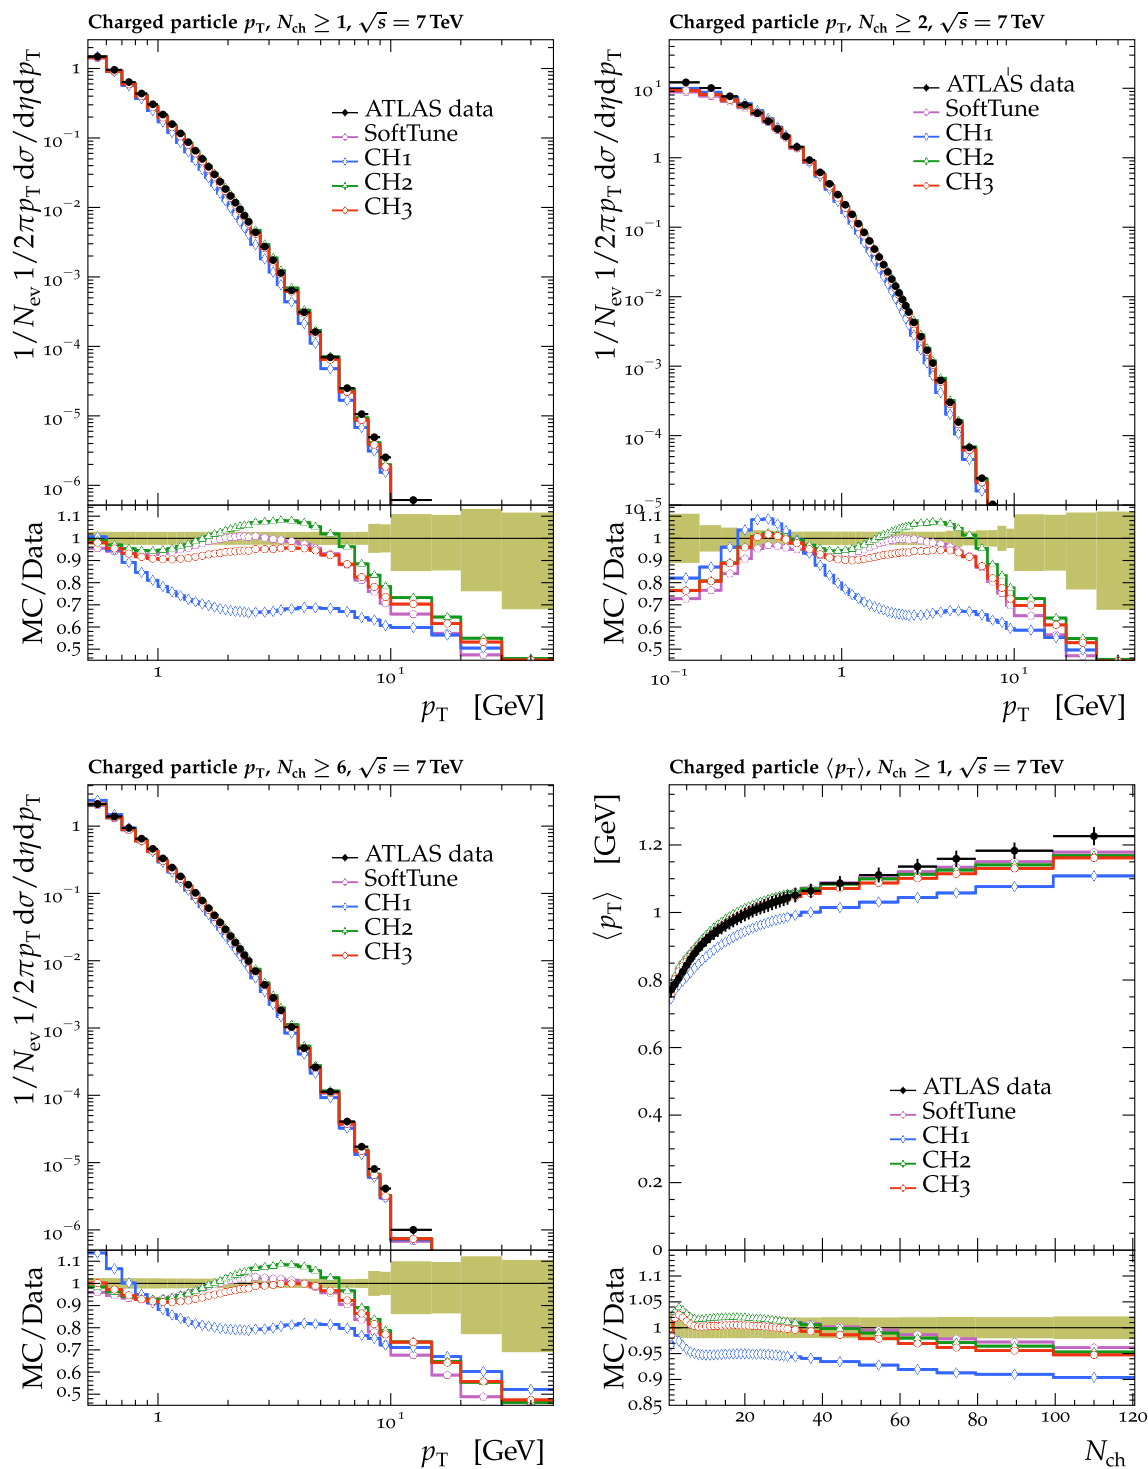 Charged particle pT, Nch ≥ 1, √s = 7 TeV
1/Nev 1/2πpT dσ/dηdpT
1
10−1
10−2
10−3
10−4
10−5
10−6
ATLAS data
SoftTune
CH1
CH2
CH3
MC/Data
1.1
1
0.9
0.8
0.7
0.6
0.5
1
10^1
pT [GeV]
Charged particle pT, Nch ≥ 2, √s = 7 TeV
1/Nev 1/2πpT dσ/dηdpT
10^1
1
10−1
10−2
10−3
10−4
10−5
ATLAS data
SoftTune
CH1
CH2
CH3
MC/Data
1.1
1
0.9
0.8
0.7
0.6
0.5
10−1
1
10^1
pT [GeV]
Charged particle pT, Nch ≥ 6, √s = 7 TeV
1/Nev 1/2πpT dσ/dηdpT
1
10−1
10−2
10−3
10−4
10−5
10−6
ATLAS data
SoftTune
CH1
CH2
CH3
MC/Data
1.1
1
0.9
0.8
0.7
0.6
0.5
1
10^1
pT [GeV]
Charged particle ⟨pT⟩, Nch ≥ 1, √s = 7 TeV
⟨pT⟩ [GeV]
1.2
1
0.8
0.6
0.4
0.2
0
ATLAS data
SoftTune
CH1
CH2
CH3
MC/Data
1.1
1.05
1
0.95
0.9
0.85
20
40
60
80
100
120
Nch